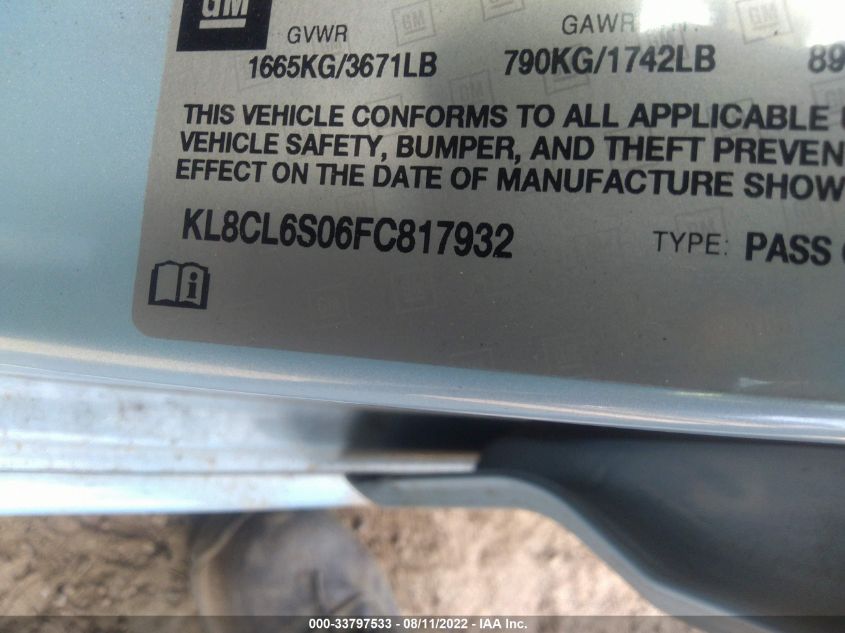 GM
GVWR GAWR
1665KG/3671LB 790KG/1742LB 89
THIS VEHICLE CONFORMS TO ALL APPLICABLE
VEHICLE SAFETY, BUMPER, AND THEFT PREVEN
EFFECT ON THE DATE OF MANUFACTURE SHOW
KL8CL6S06FC817932 TYPE: PASS
000-33797533 - 08/11/2022 - IAA Inc.